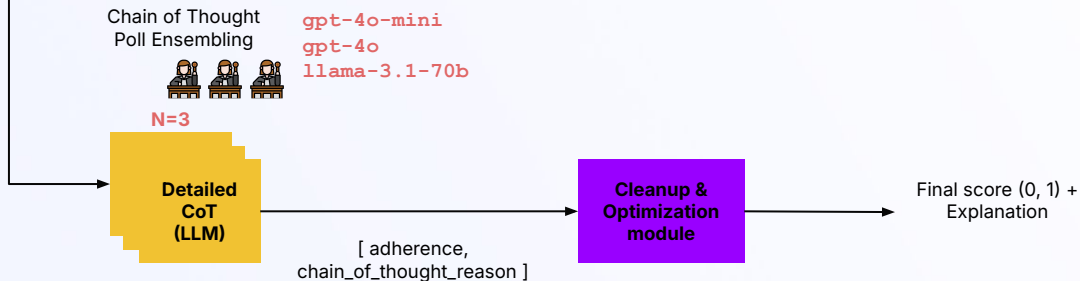 Chain of Thought
Poll Ensembling
gpt-4o-mini
gpt-4o
llama-3.1-70b
N=3
Detailed
CoT
(LLM)
[ adherence,
chain_of_thought_reason ]
Cleanup &
Optimization
module
Final score (0, 1) +
Explanation